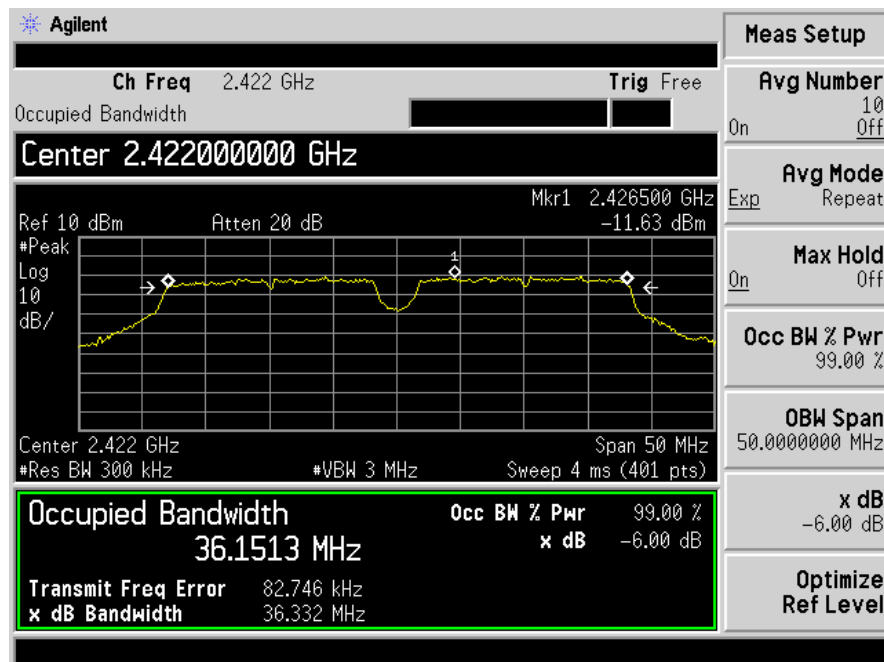 Agilent
Ch Freq 2.422 GHz Trig Free
Occupied Bandwidth
Center 2.422000000 GHz
Mkr1 2.426500 GHz
Ref 10 dBm Atten 20 dB -11.63 dBm
#Peak
Log
10
dB/
1
Center 2.422 GHz Span 50 MHz
#Res BW 300 kHz #VBW 3 MHz Sweep 4 ms (401 pts)
Occupied Bandwidth Occ BW % Pwr 99.00 %
36.1513 MHz x dB -6.00 dB
Transmit Freq Error 82.746 kHz
x dB Bandwidth 36.332 MHz
Meas Setup
Avg Number
10
On Off
Avg Mode
Exp Repeat
Max Hold
On Off
Occ BW % Pwr
99.00 %
OBW Span
50.0000000 MHz
x dB
-6.00 dB
Optimize
Ref Level